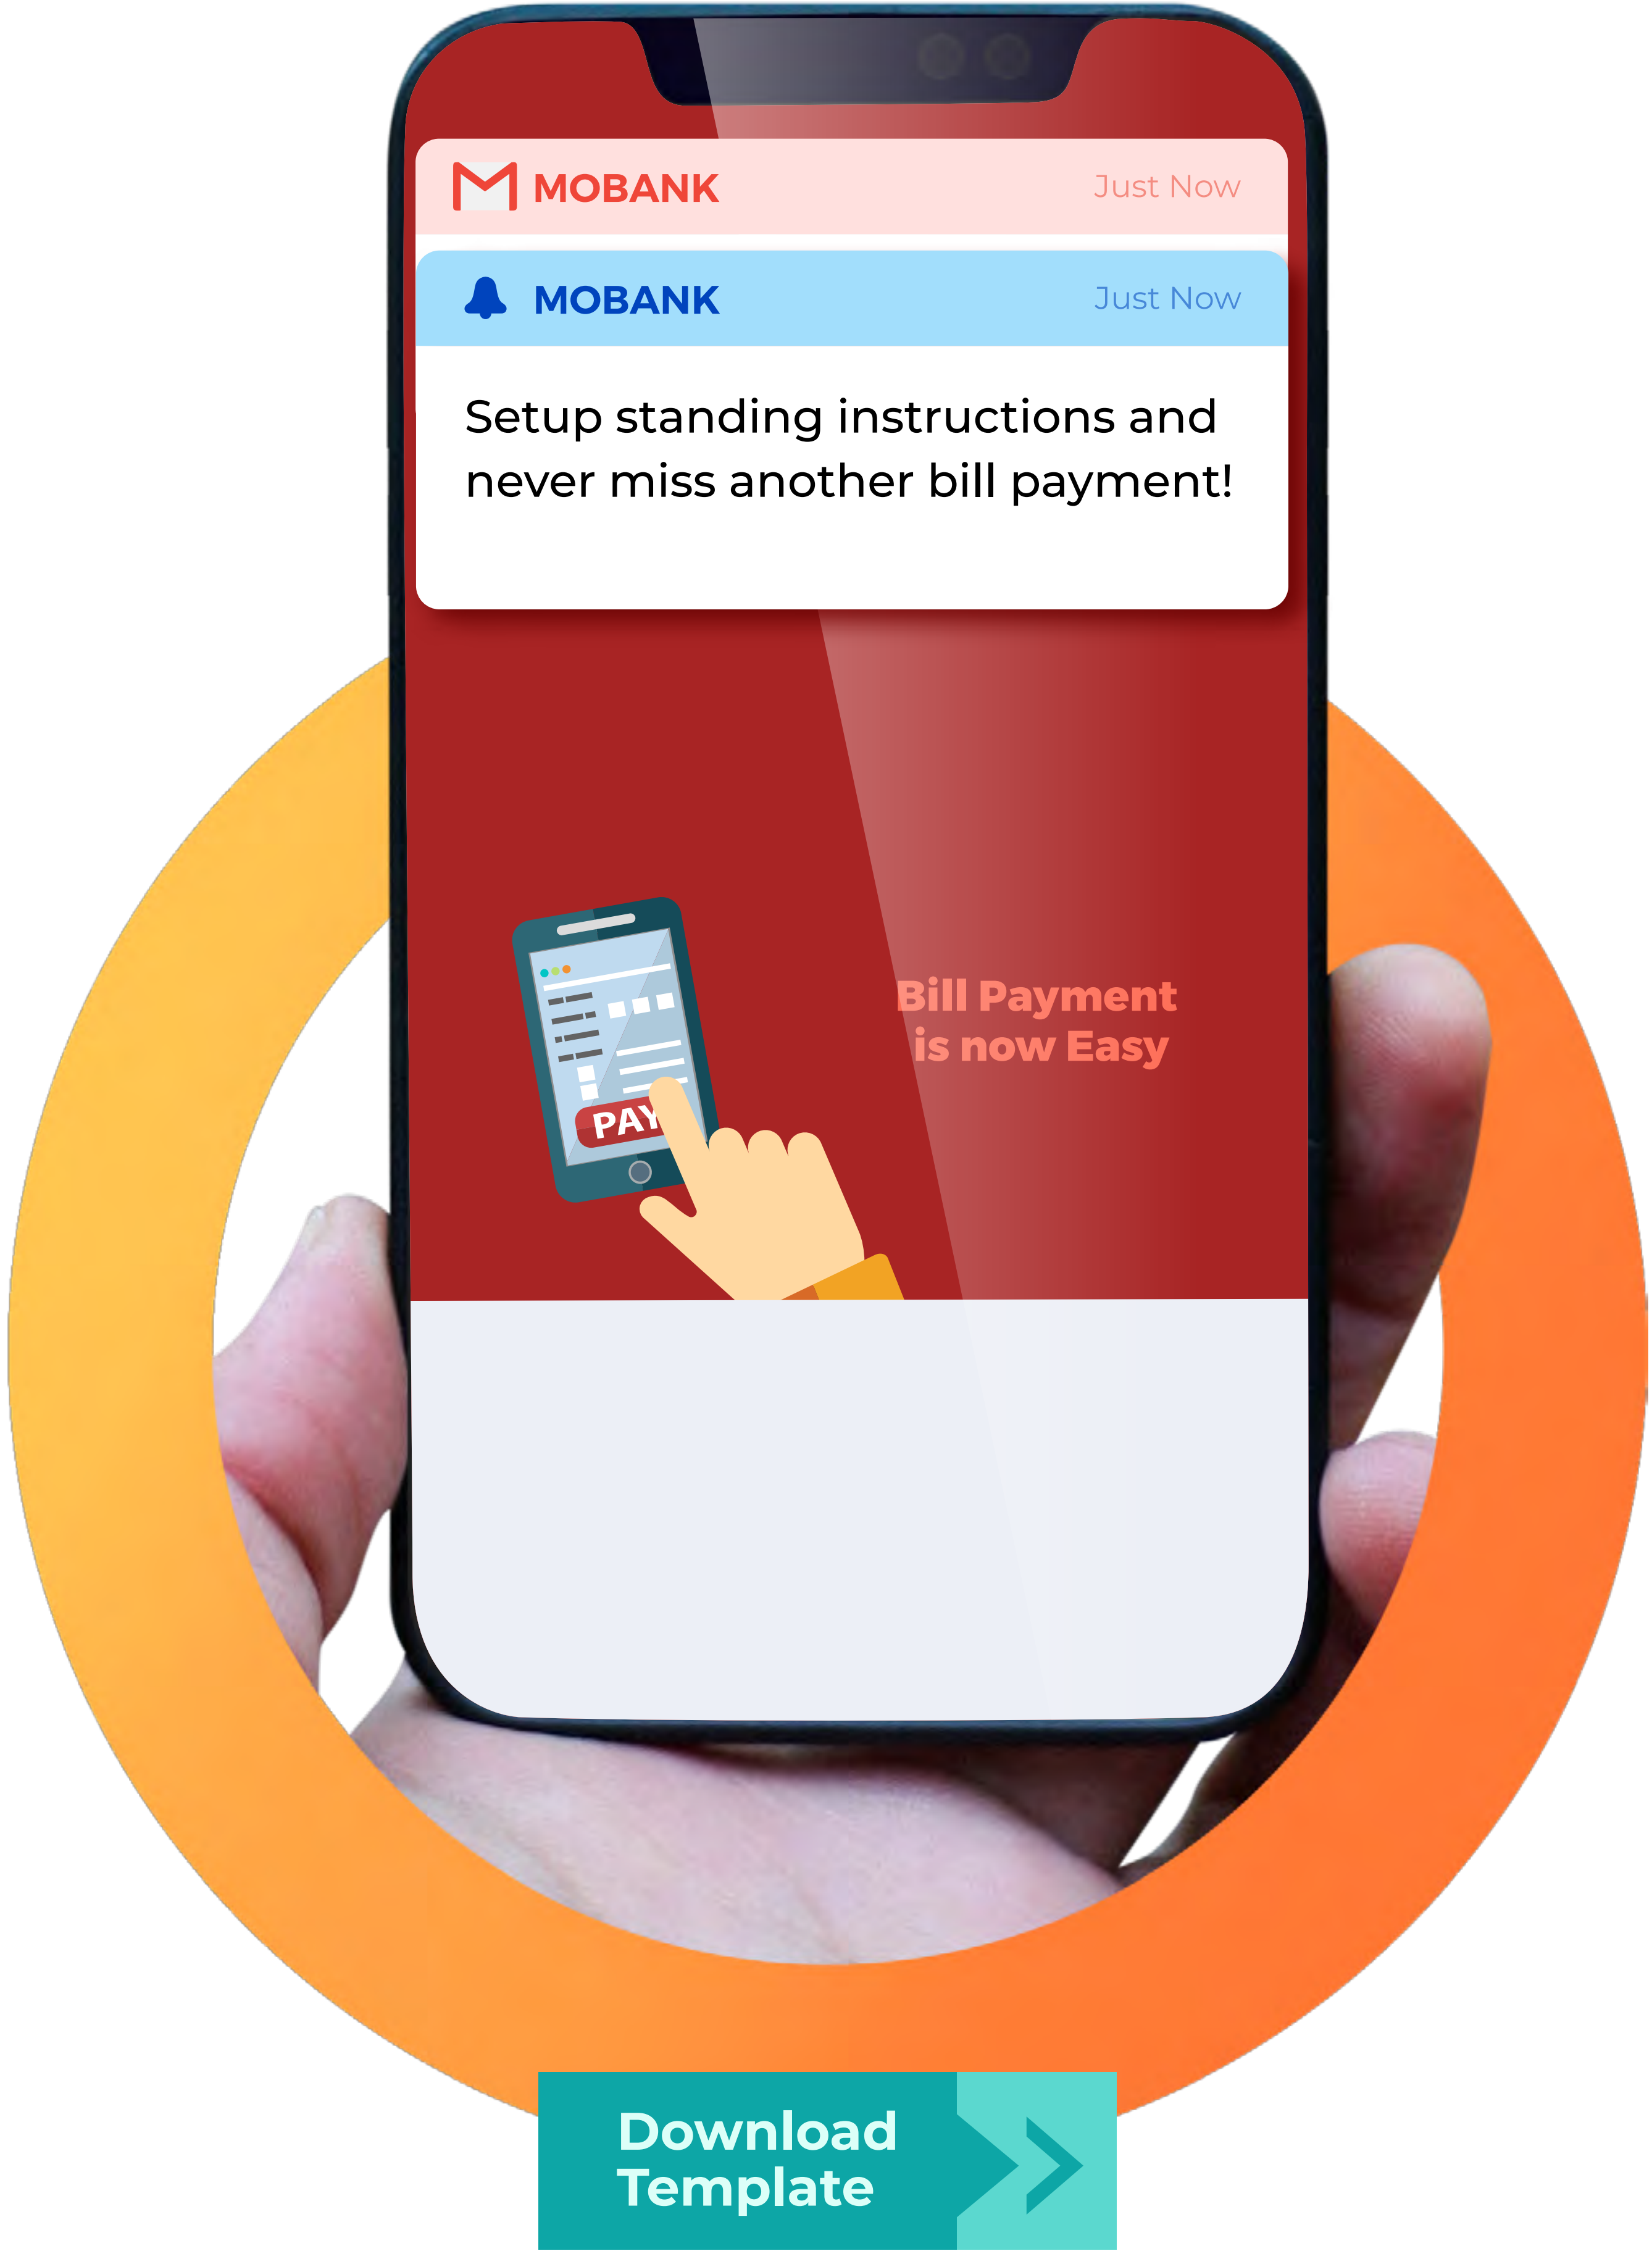 MOBANK Just Now
MOBANK Just Now
Setup standing instructions and
never miss another bill payment!
Bill Payment
is now Easy
PAY
Download
Template